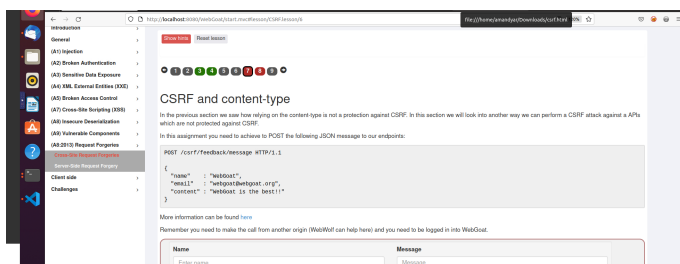 http://localhost:8080/WebGoat/start.mvc#lesson/CSRF.lesson/6
file:///home/amandyar/Downloads/csrf.html
Introduction
General
(A1) Injection
(A2) Broken Authentication
(A3) Sensitive Data Exposure
(A4) XML External Entities (XXE)
(A5) Broken Access Control
(A7) Cross-Site Scripting (XSS)
(A8) Insecure Deserialization
(A9) Vulnerable Components
(A8:2013) Request Forgeries
Cross-Site Request Forgeries
Server-Side Request Forgery
Client side
Challenges
Show hints Reset lesson
1 2 3 4 5 6 7 8 9
CSRF and content-type
In the previous section we saw how relying on the content-type is not a protection against CSRF. In this section we will look into another way we can perform a CSRF attack against a APIs
which are not protected against CSRF.
In this assignment you need to achieve to POST the following JSON message to our endpoints:
POST /csrf/feedback/message HTTP/1.1
{
"name" : "WebGoat",
"email" : "webgoat@webgoat.org",
"content" : "WebGoat is the best!!"
}
More information can be found here
Remember you need to make the call from another origin (WebWolf can help here) and you need to be logged in into WebGoat.
Name Message
Enter name Message